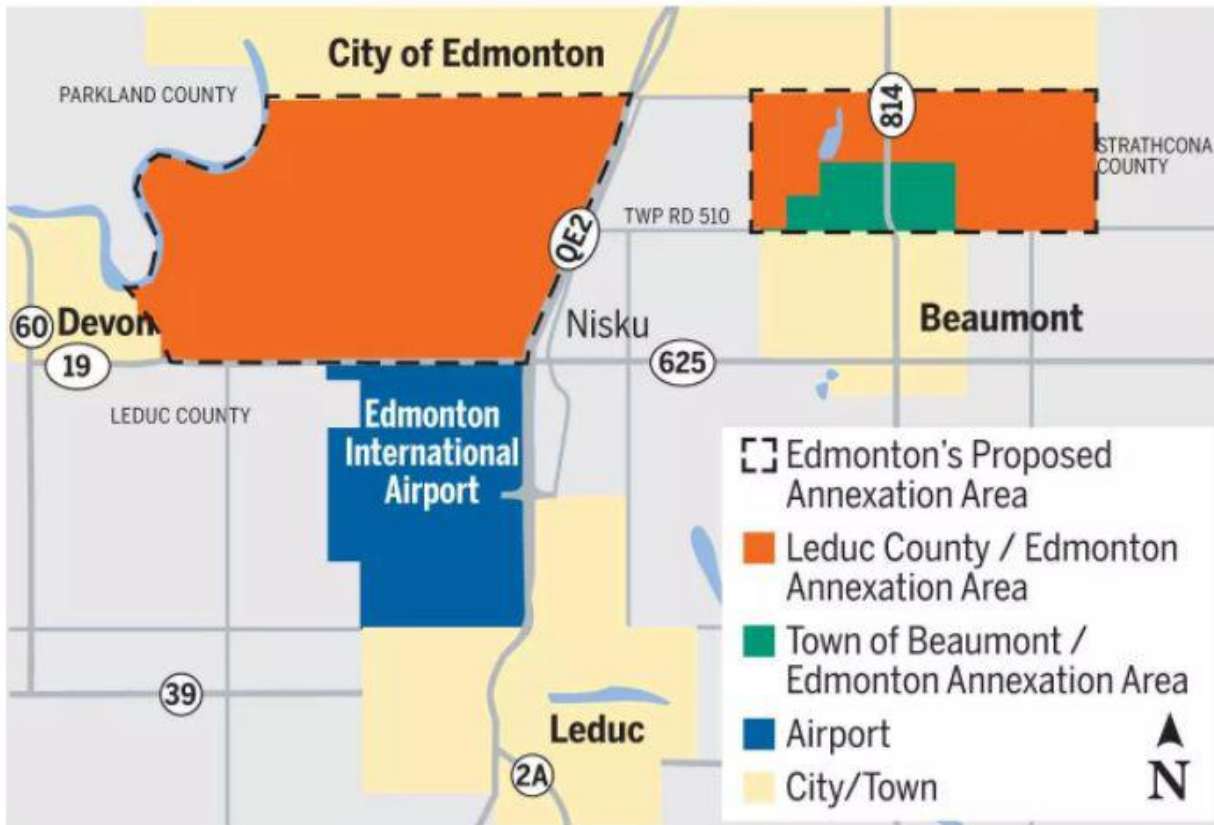 City of Edmonton
PARKLAND COUNTY
814
STRATHCONA
COUNTY
TWP RD 510
QE2
60
Devon
19
Nisku
625
Beaumont
LEDUC COUNTY
Edmonton
International
Airport
39
Leduc
2A
Edmonton's Proposed
Annexation Area
Leduc County / Edmonton
Annexation Area
Town of Beaumont /
Edmonton Annexation Area
Airport
City/Town
N